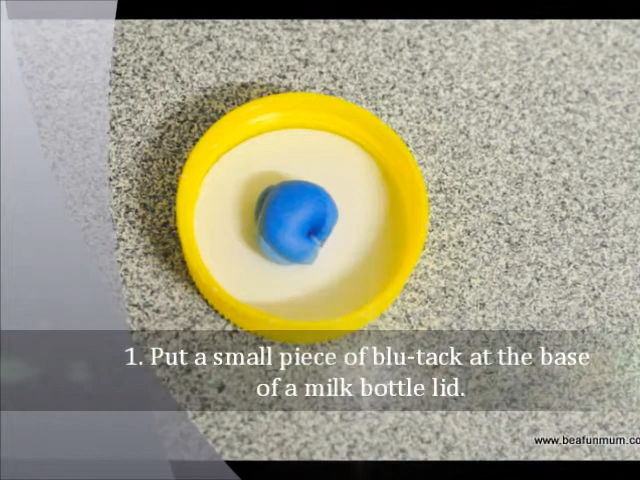 1. Put a small piece of blu-tack at the base
of a milk bottle lid.
www.beafunmum.co